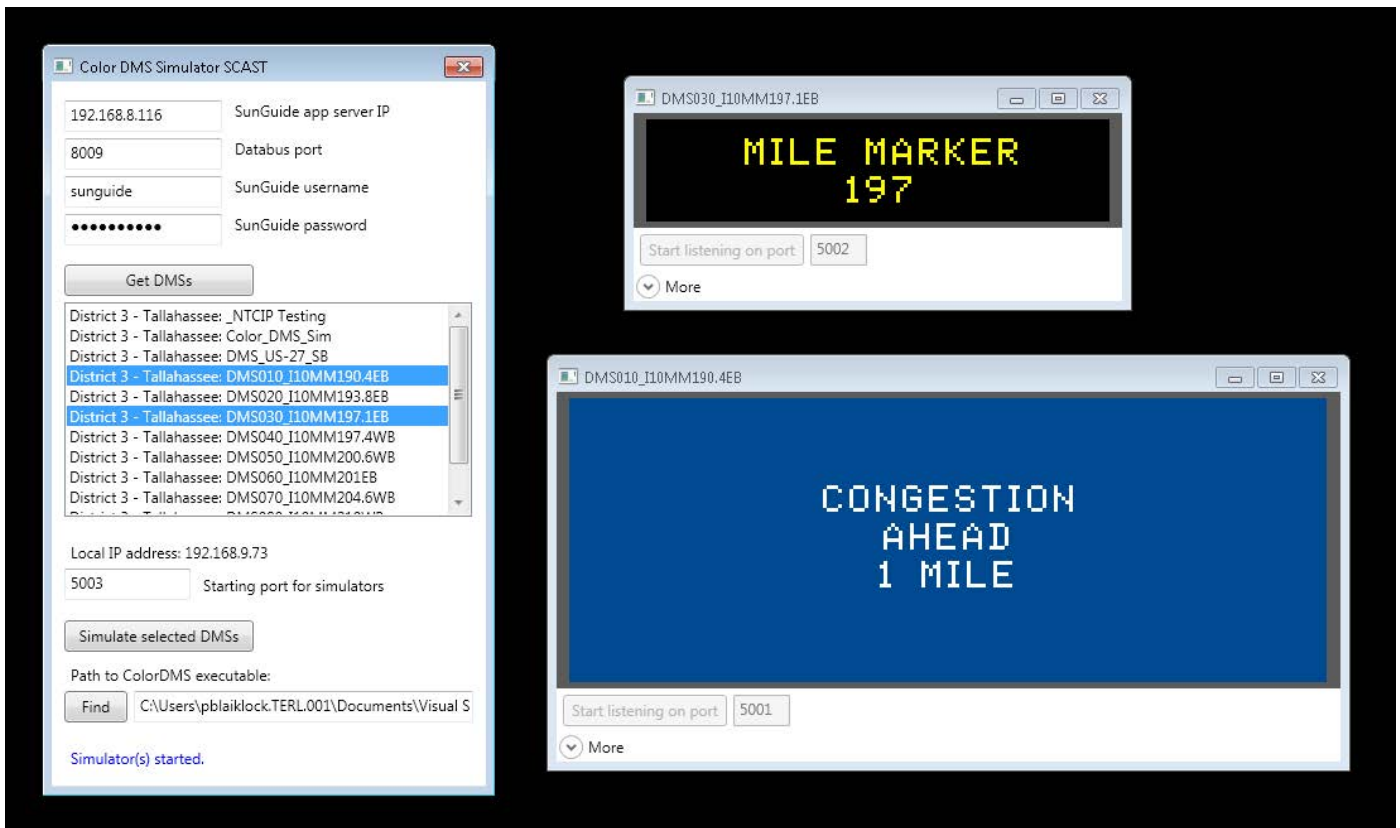 Color DMS Simulator SCAST
192.168.8.116 SunGuide app server IP
8009 Databus port
sunguide SunGuide username
●●●●●●●●●● SunGuide password
Get DMSs
District 3 - Tallahassee: _NTCIP Testing
District 3 - Tallahassee: Color_DMS_Sim
District 3 - Tallahassee: DMS_US-27_SB
District 3 - Tallahassee: DMS010_I10MM190.4EB
District 3 - Tallahassee: DMS020_I10MM193.8EB
District 3 - Tallahassee: DMS030_I10MM197.1EB
District 3 - Tallahassee: DMS040_I10MM197.4WB
District 3 - Tallahassee: DMS050_I10MM200.6WB
District 3 - Tallahassee: DMS060_I10MM201EB
District 3 - Tallahassee: DMS070_I10MM204.6WB
Local IP address: 192.168.9.73
5003 Starting port for simulators
Simulate selected DMSs
Path to ColorDMS executable:
Find C:\Users\pblaiklock.TERL.001\Documents\Visual S
Simulator(s) started.
DMS030_I10MM197.1EB
MILE MARKER
197
Start listening on port 5002
More
DMS010_I10MM190.4EB
CONGESTION
AHEAD
1 MILE
Start listening on port 5001
More